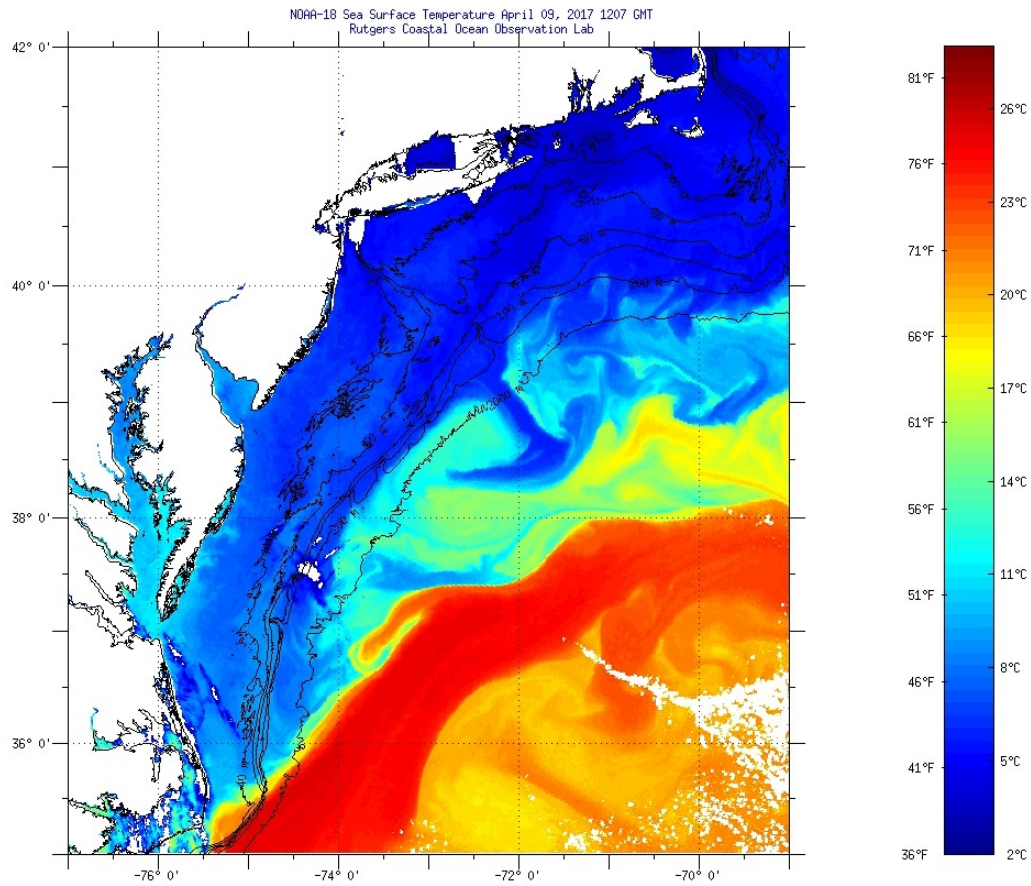 NOAA-18 Sea Surface Temperature April 09, 2017 1207 GMT
Rutgers Coastal Ocean Observation Lab
42° 0'
40° 0'
38° 0'
36° 0'
-76° 0'
-74° 0'
-72° 0'
-70° 0'
200 M
2000 M
81°F
76°F
71°F
66°F
61°F
56°F
51°F
46°F
41°F
36°F
26°C
23°C
20°C
17°C
14°C
11°C
8°C
5°C
2°C